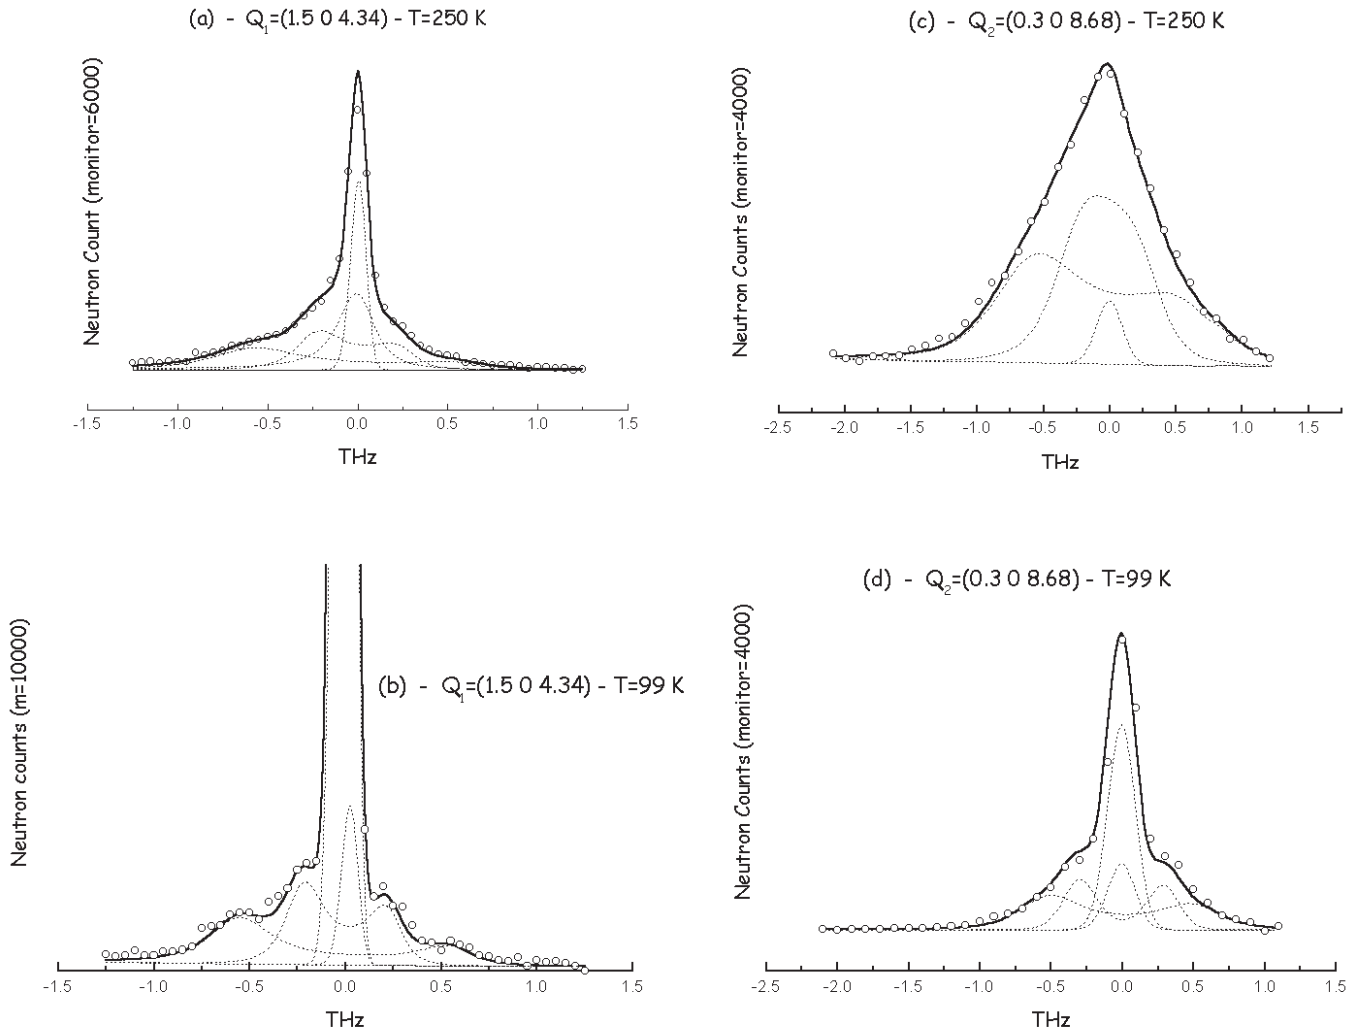 (a) - Q1=(1.5 0 4.34) - T=250 K
Neutron Count (monitor=6000)
-1.5 -1.0 -0.5 0.0 0.5 1.0 1.5
THz
(c) - Q2=(0.3 0 8.68) - T=250 K
Neutron Counts (monitor=4000)
-2.5 -2.0 -1.5 -1.0 -0.5 0.0 0.5 1.0 1.5
THz
(b) - Q1=(1.5 0 4.34) - T=99 K
Neutron counts (m=10000)
-1.5 -1.0 -0.5 0.0 0.5 1.0 1.5
THz
(d) - Q2=(0.3 0 8.68) - T=99 K
Neutron Counts (monitor=4000)
-2.5 -2.0 -1.5 -1.0 -0.5 0.0 0.5 1.0 1.5
THz